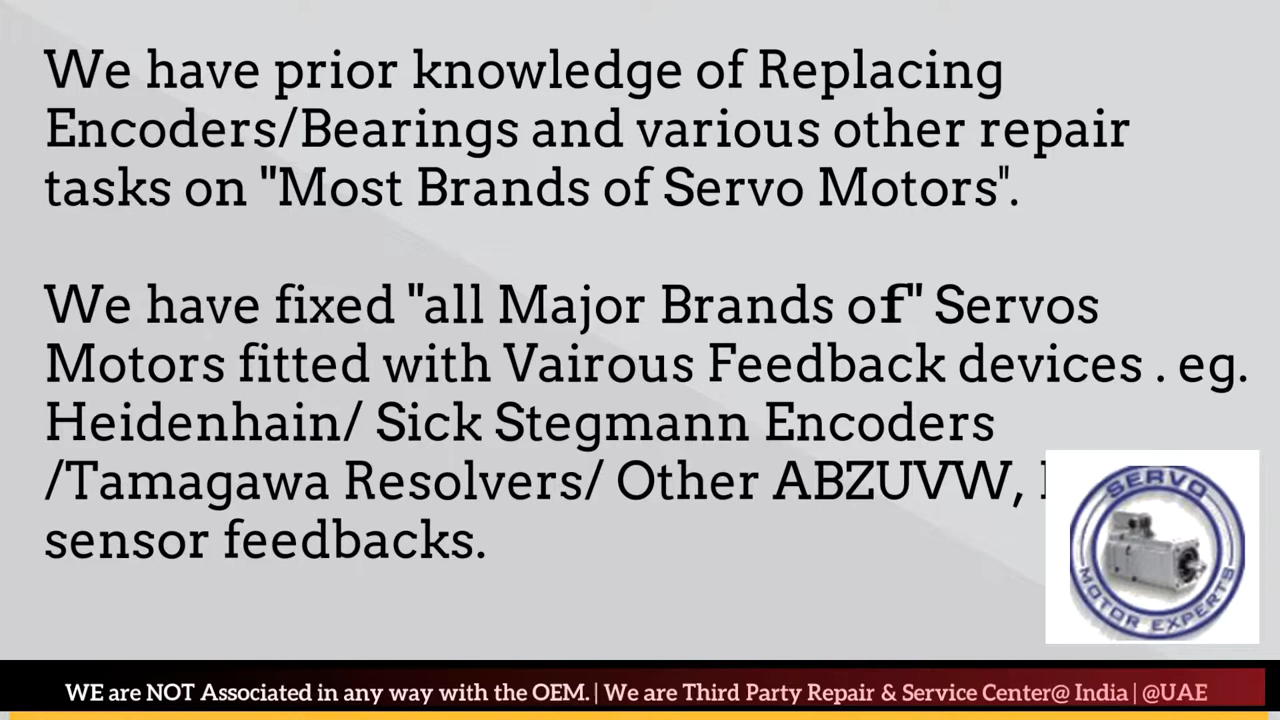 We have prior knowledge of Replacing
Encoders/Bearings and various other repair
tasks on "Most Brands of Servo Motors".
We have fixed "all Major Brands of" Servos
Motors fitted with Vairous Feedback devices . eg.
Heidenhain/ Sick Stegmann Encoders
/Tamagawa Resolvers/ Other ABZUVW,
sensor feedbacks.
SERVO
MOTOR EXPERTS
WE are NOT Associated in any way with the OEM. | We are Third Party Repair & Service Center@ India | @UAE